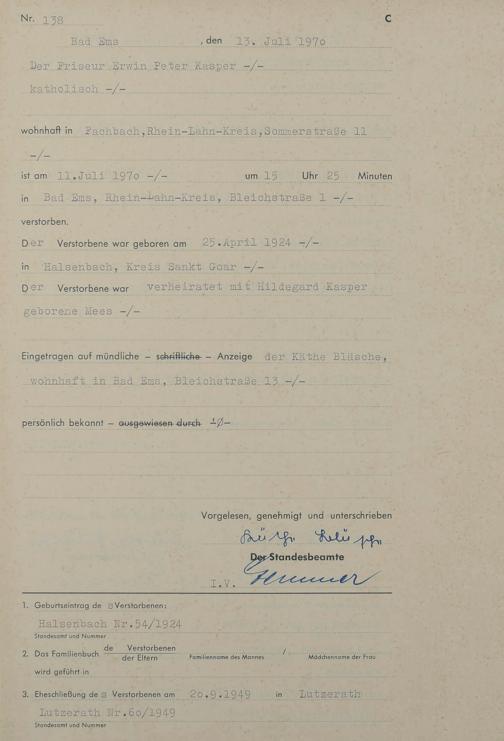 Nr. 138 C
Bad Ems , den 13. Juli 1970
Der Friseur Erwin Peter Kasper -/-
katholisch -/-
wohnhaft in Fachbach,Rhein-Lahn-Kreis,Sommerstraße 11
-/-
ist am 11.Juli 1970 -/- um 15 Uhr 25 Minuten
in Bad Ems, Rhein-Lahn-Kreis, Bleichstraße 1 -/-
verstorben.
Der Verstorbene war geboren am 25.April 1924 -/-
in Halsenbach, Kreis Sankt Goar -/-
Der Verstorbene war verheiratet mit Hildegard Kasper
geborene Mees -/-
Eingetragen auf mündliche – schriftliche – Anzeige der Käthe Bläsche,
wohnhaft in Bad Ems, Bleichstraße 13 -/-
persönlich bekannt – ausgewiesen durch
Vorgelesen, genehmigt und unterschrieben
Der Standesbeamte
I.V.
1. Geburtseintrag de Verstorbenen:
Halsenbach Nr.54/1924
Standesamt und Nummer
2. Das Familienbuch de Verstorbenen / der Eltern
Familienname des Mannes Mädchenname der Frau
wird geführt in
3. Eheschließung de Verstorbenen am 20.9.1949 in Lutzerath
Lutzerath Nr.60/1949
Standesamt und Nummer